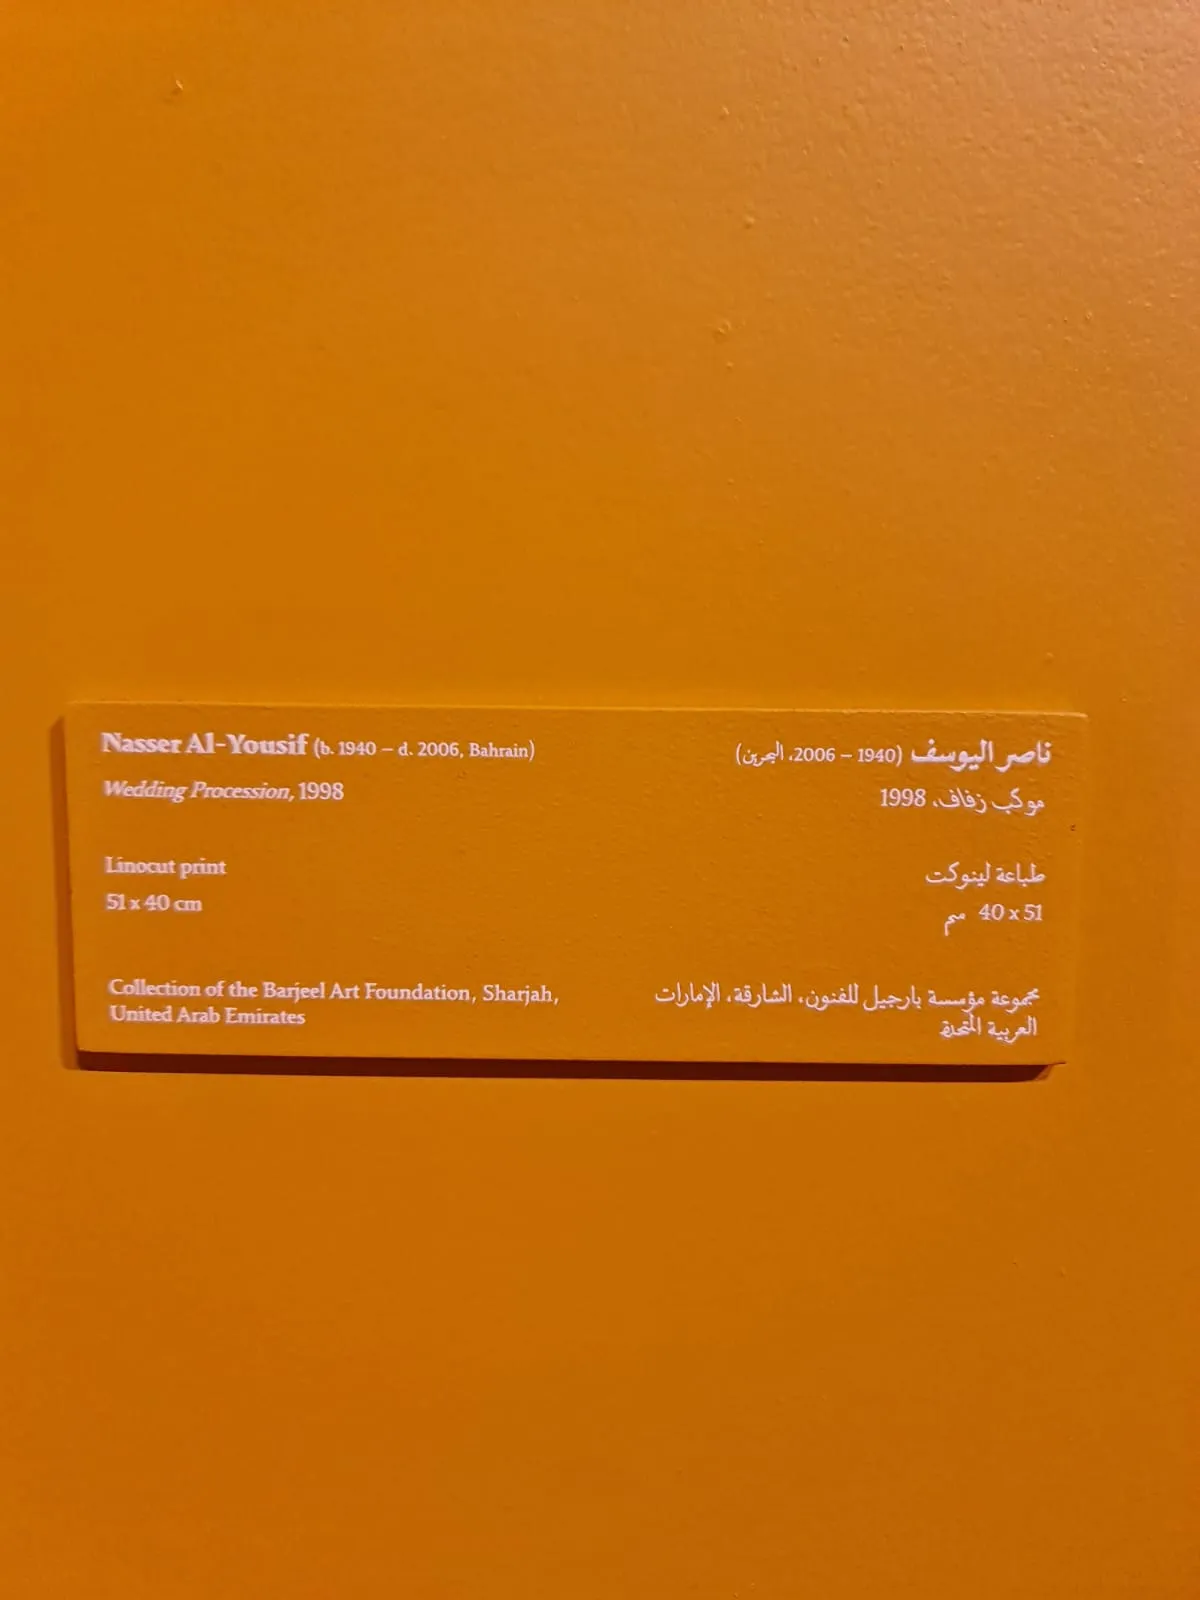 Nasser Al-Yousif (b. 1940 – d. 2006, Bahrain)
Wedding Procession, 1998
Linocut print
51 x 40 cm
Collection of the Barjeel Art Foundation, Sharjah,
United Arab Emirates
ناصر اليوسف (1940 – 2006، البحرين)
موكب زفاف، 1998
طباعة لينوكت
51 x 40 سم
مجموعة مؤسسة بارجيل للفنون، الشارقة، الإمارات
العربية المتحدة